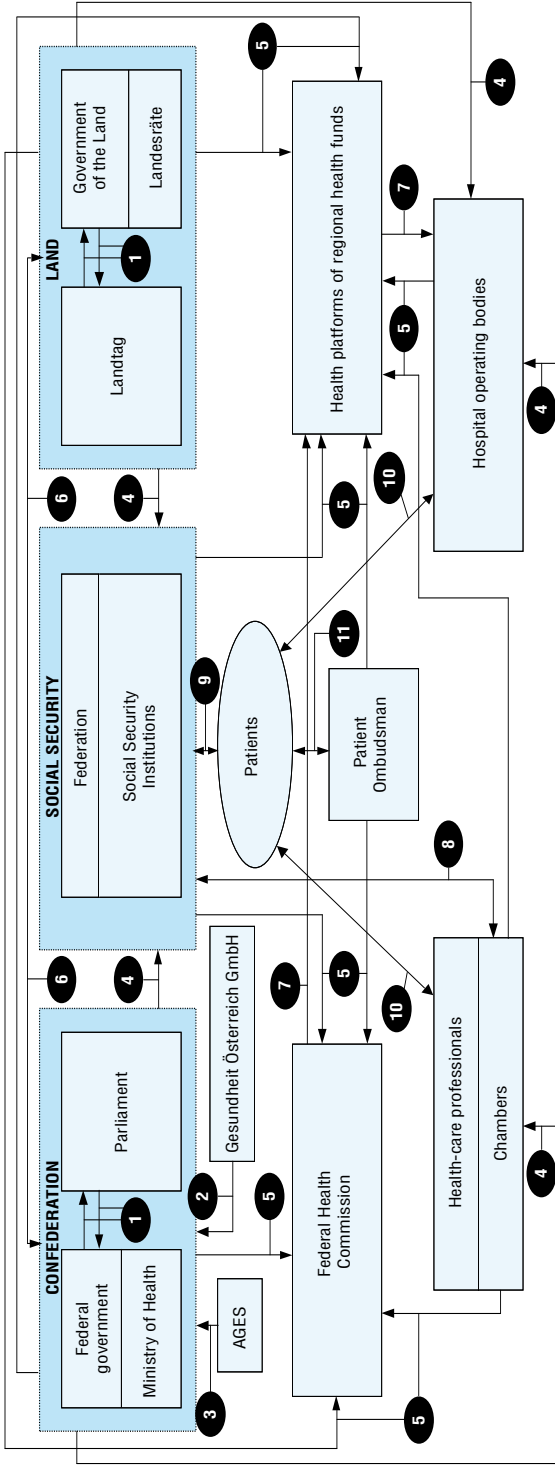 CONFEDERATION
Federal
government
Ministry of Health
1
Parliament
6
4
SOCIAL SECURITY
Federation
Social Security
Institutions
6
4
LAND
Landtag
1
Government
of the Land
Landesräte
3
AGES
2
Gesundheit Österreich GmbH
5
9
5
Patients
Federal Health
Commission
7
5
11
Patient
Ombudsman
5
Health platforms of regional health funds
10
8
10
5
7
4
5
Health-care professionals
Chambers
4
Hospital operating bodies
4